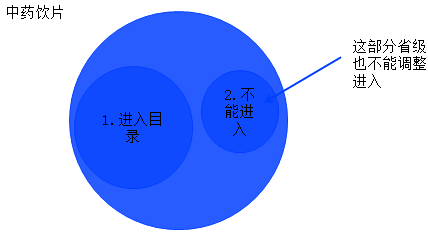 中药饮片
这部分省级
也不能调整
进入
1.进入目
录
2.不
能进
入